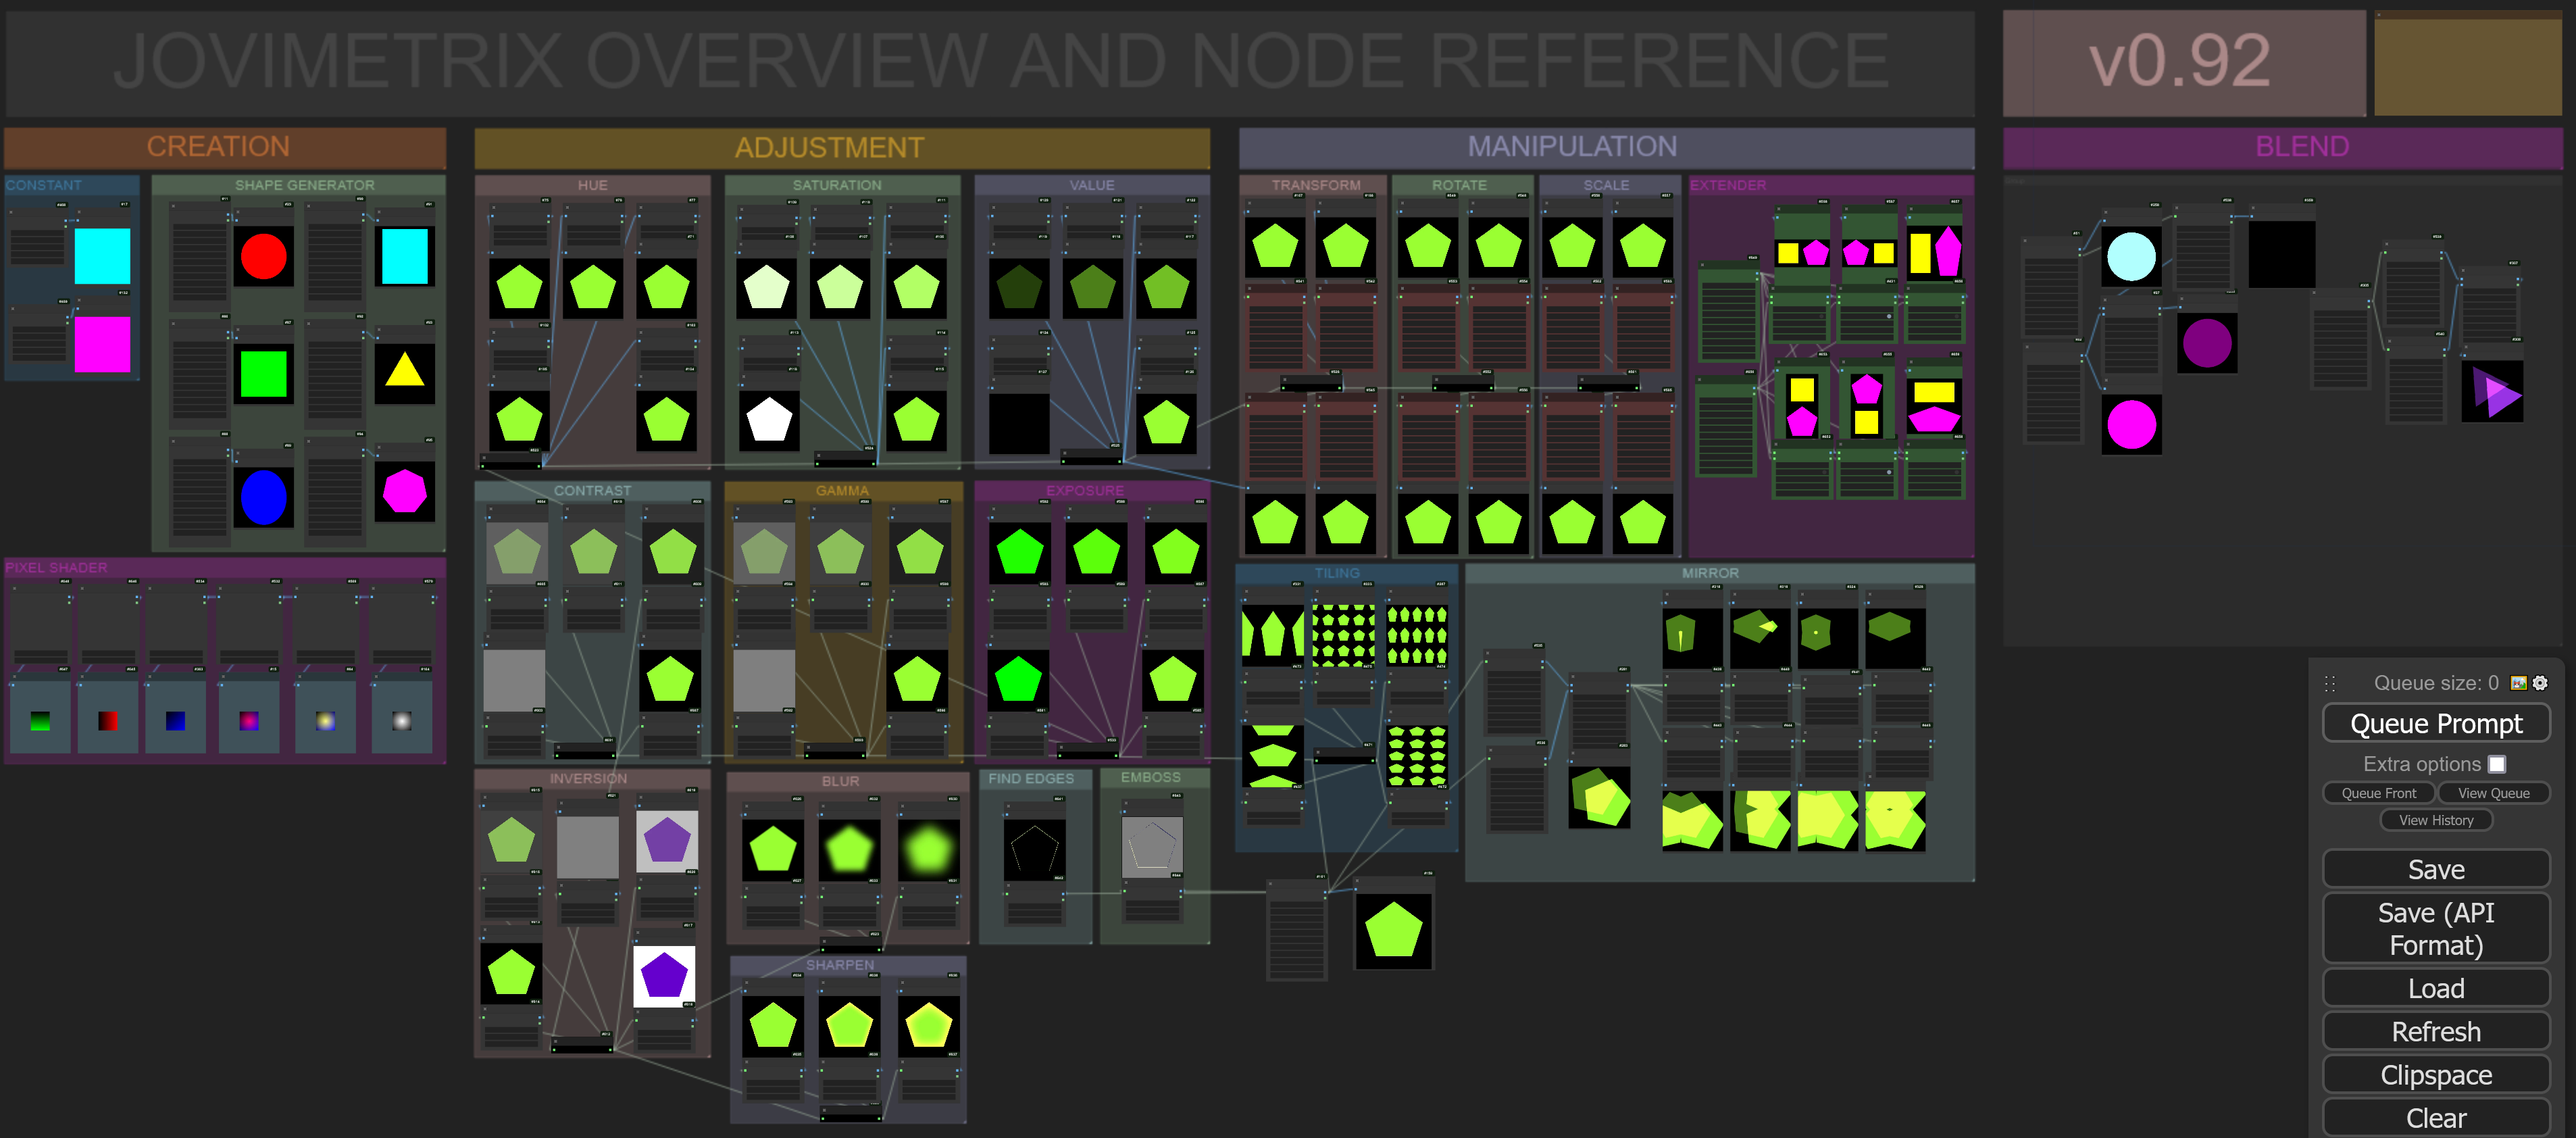 JOVIMETRIX OVERVIEW AND NODE REFERENCE
v0.92
CREATION
ADJUSTMENT
MANIPULATION
BLEND
CONSTANT
SHAPE GENERATOR
HUE
SATURATION
VALUE
TRANSFORM
ROTATE
SCALE
EXTENDER
CONTRAST
GAMMA
EXPOSURE
PIXEL SHADER
TILING
MIRROR
INVERSION
BLUR
FIND EDGES
EMBOSS
SHARPEN
Queue size: 0
Queue Prompt
Extra options
Queue Front
View Queue
View History
Save
Save (API
Format)
Load
Refresh
Clipspace
Clear